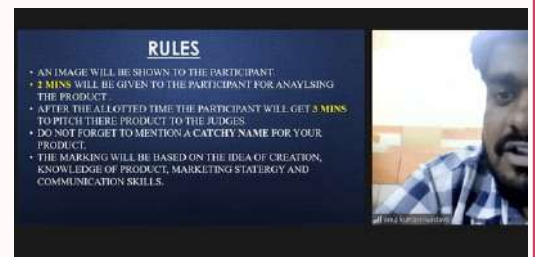 RULES
• AN IMAGE WILL BE SHOWN TO THE PARTICIPANT.
• 2 MINS WILL BE GIVEN TO THE PARTICIPANT FOR ANAYLSING
THE PRODUCT.
• AFTER THE ALLOTTED TIME THE PARTICIPANT WILL GET 3 MINS
TO PITCH THERE PRODUCT TO THE JUDGES.
• DO NOT FORGET TO MENTION A CATCHY NAME FOR YOUR
PRODUCT.
• THE MARKING WILL BE BASED ON THE IDEA OF CREATION,
KNOWLEDGE OF PRODUCT, MARKETING STATERGY AND
COMMUNICATION SKILLS.